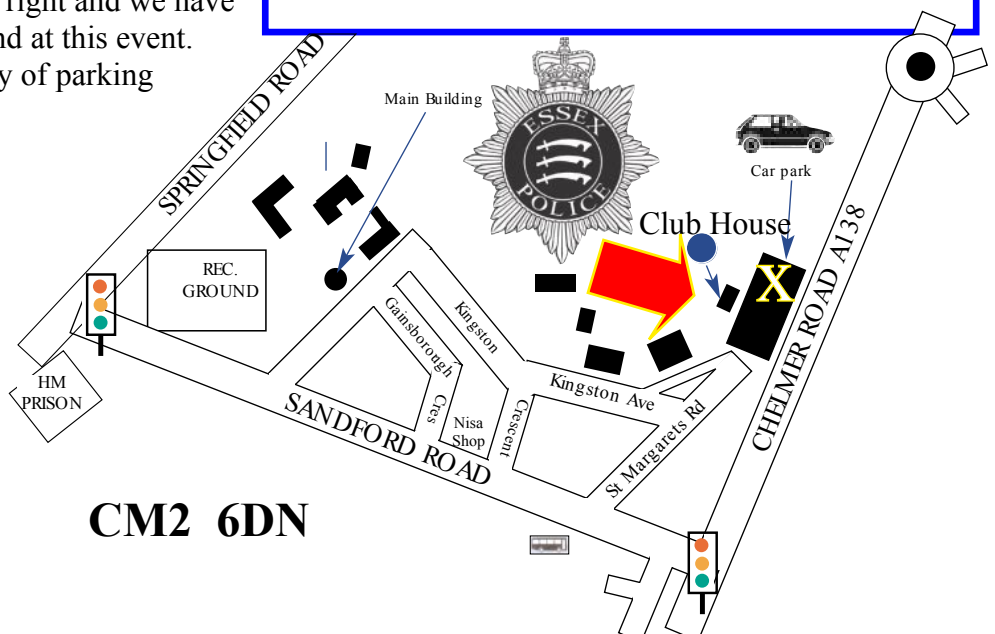 right and we have
nd at this event.
y of parking
SPRINGFIELD ROAD
Main Building
ESSEX
POLICE
Car park
Club House
X
CHELMER ROAD A138
REC.
GROUND
HM
PRISON
Gainsborough
Cres
Kingston
Crescent
Kingston Ave
Nisa
Shop
St Margarets Rd
SANDFORD ROAD
CM2 6DN